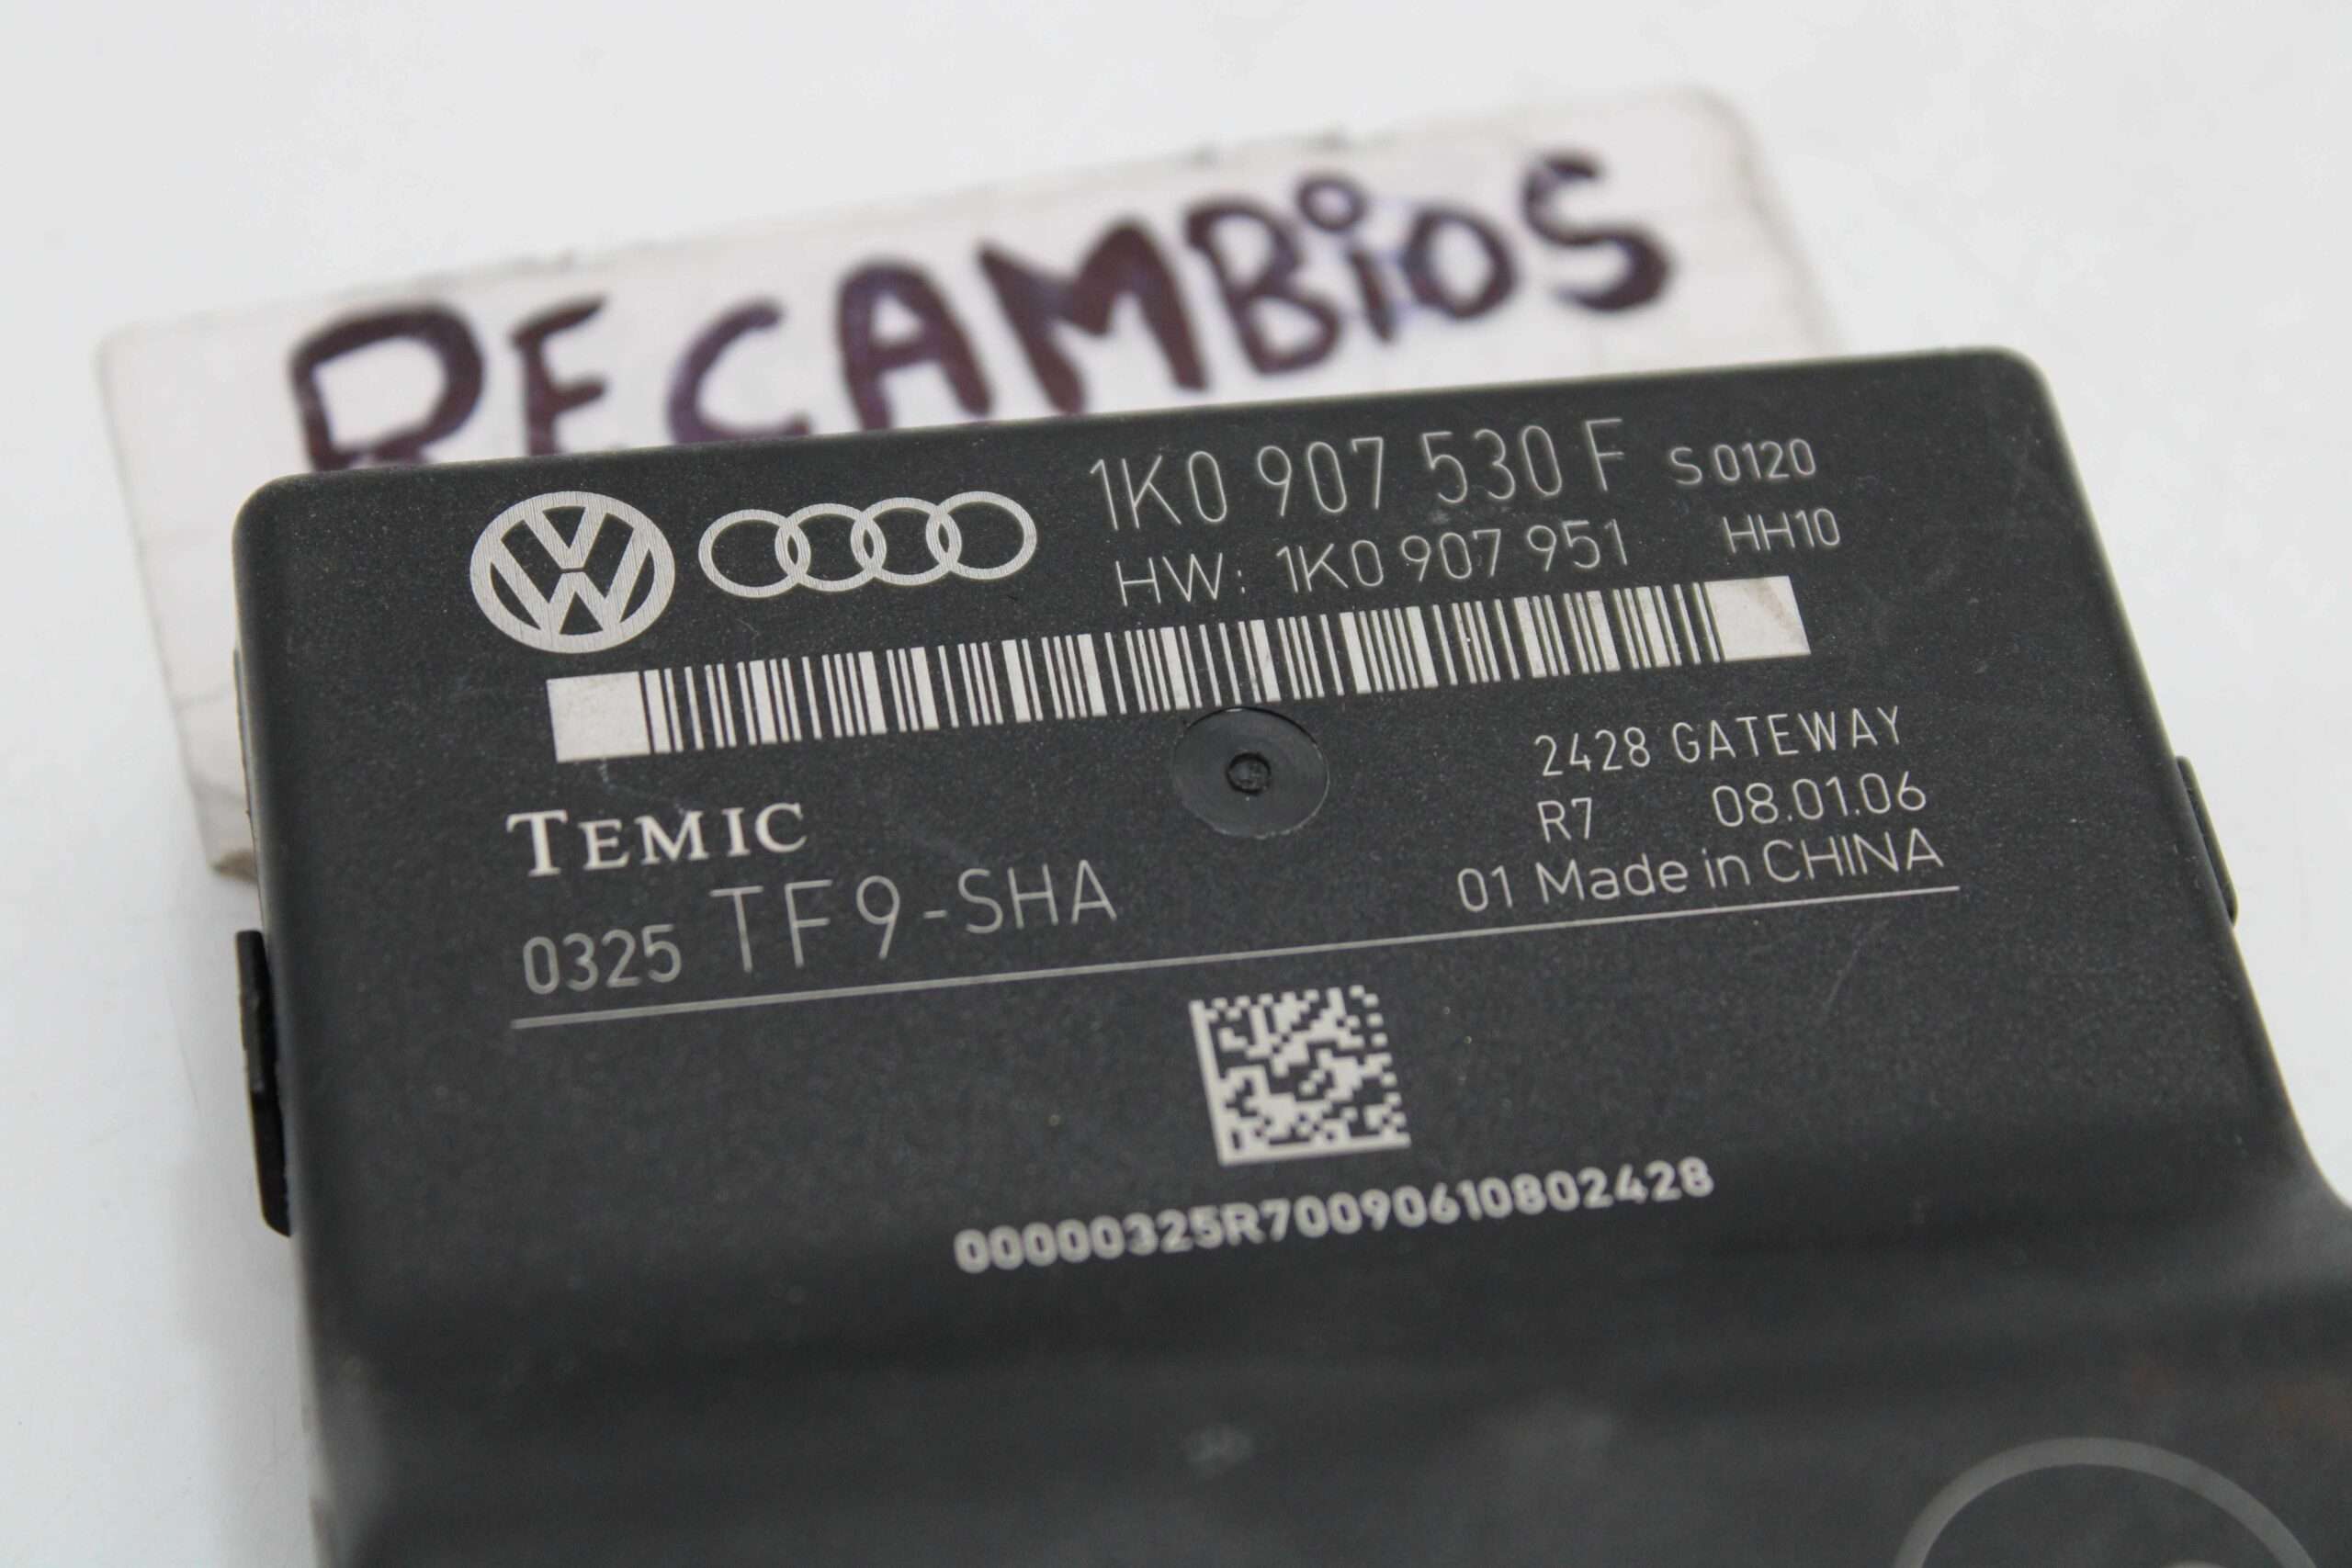 RECAMBiOS
1K0 907 530 F S 0120
HW: 1K0 907 951 HH10
2428 GATEWAY
R7 08.01.06
01 Made in CHINA
TEMIC
0325 TF9-SHA
00000325R70090610802428